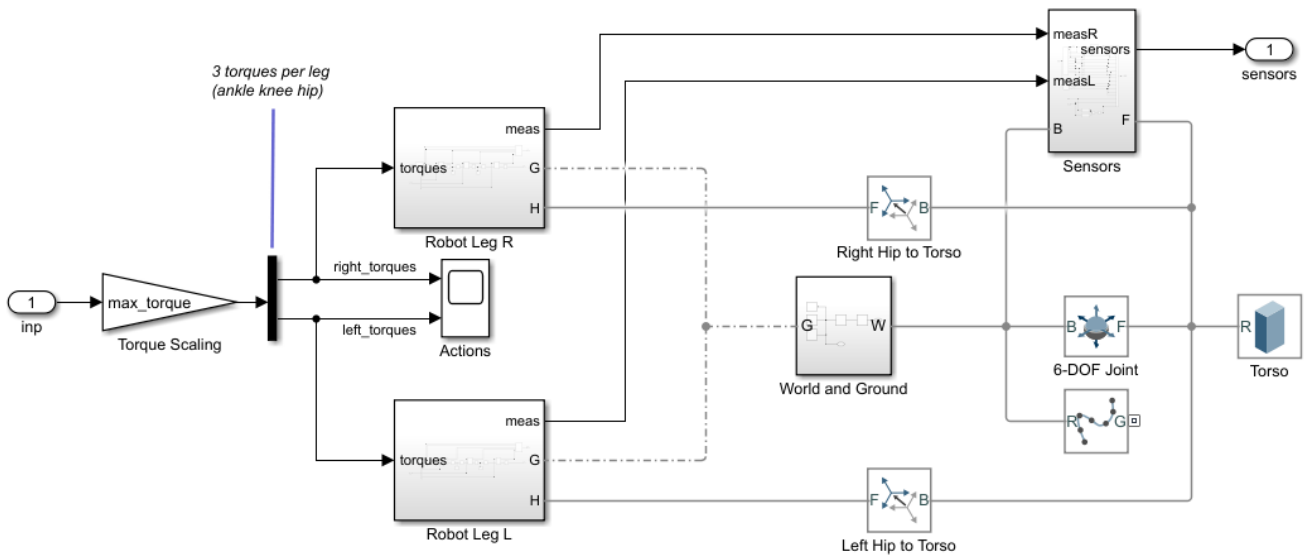 3 torques per leg
(ankle knee hip)
1
inp
max_torque
Torque Scaling
right_torques
left_torques
Actions
torques
meas
G
H
Robot Leg R
torques
meas
G
H
Robot Leg L
F
B
Right Hip to Torso
G
W
World and Ground
F
B
Left Hip to Torso
measR
sensors
measL
B
F
Sensors
1
sensors
B
F
6-DOF Joint
R
G
R
Torso